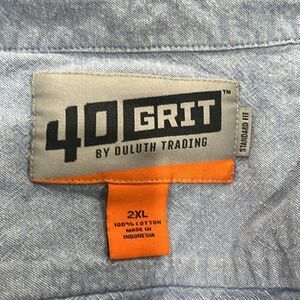 40 GRIT™
BY DULUTH TRADING
STANDARD FIT
2XL
100% COTTON
MADE IN
INDONESIA